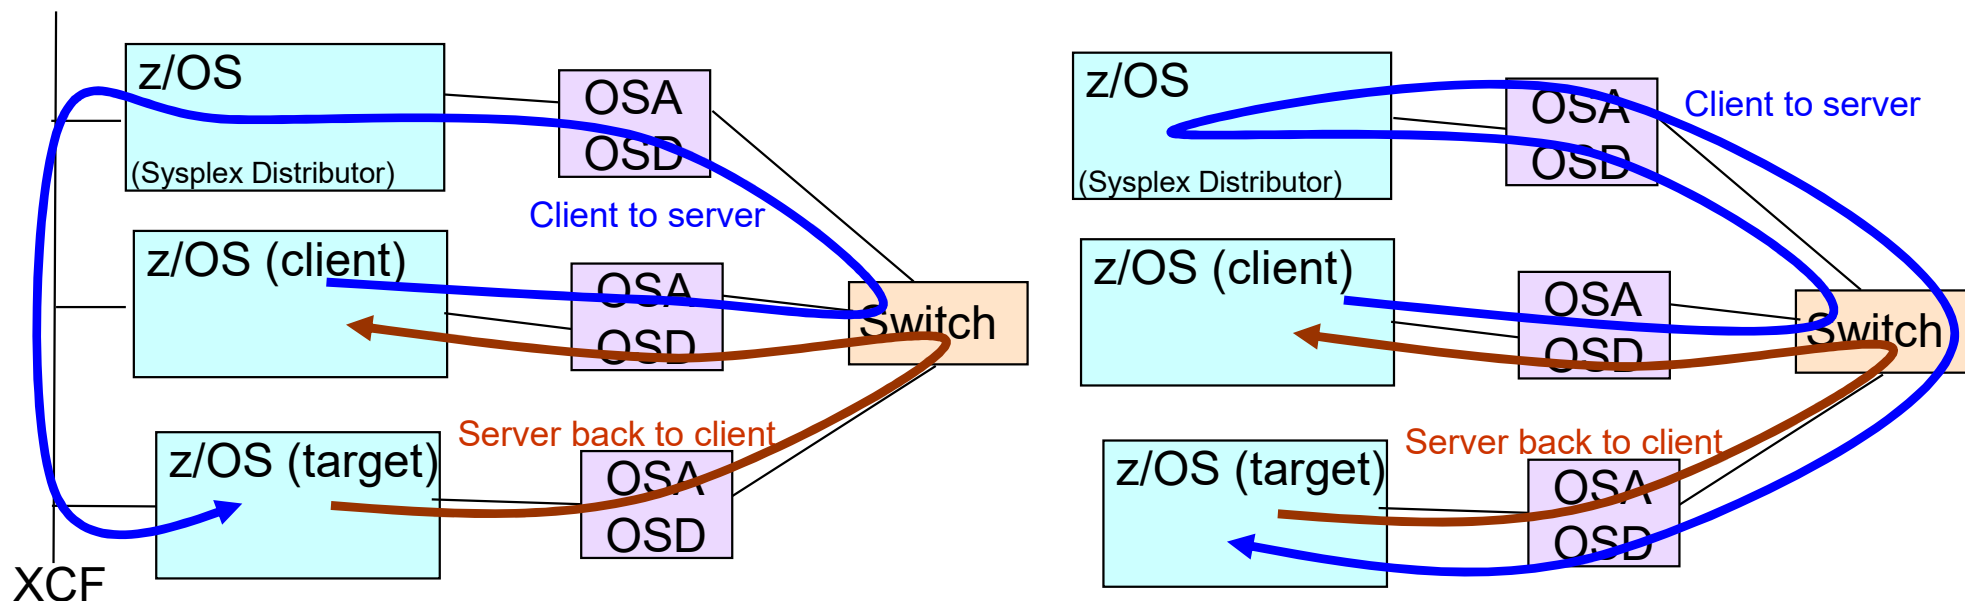 z/OS
(Sysplex Distributor)
OSA
OSD
Client to server
z/OS (client)
OSA
OSD
Switch
Server back to client
z/OS (target)
OSA
OSD
XCF
z/OS
(Sysplex Distributor)
OSA
OSD
Client to server
z/OS (client)
OSA
OSD
Switch
Server back to client
z/OS (target)
OSA
OSD